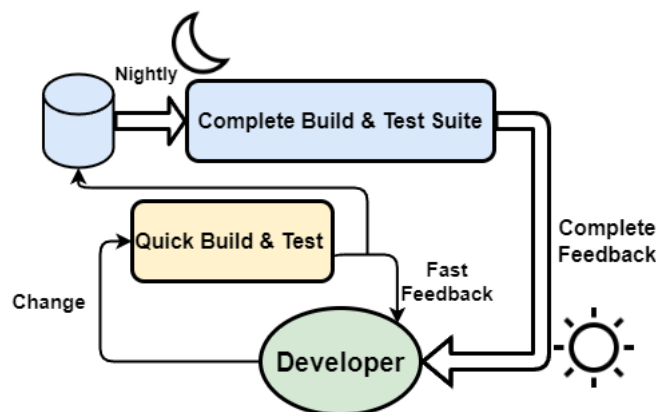 Nightly
Complete Build & Test Suite
Quick Build & Test
Complete
Feedback
Fast
Feedback
Change
Developer